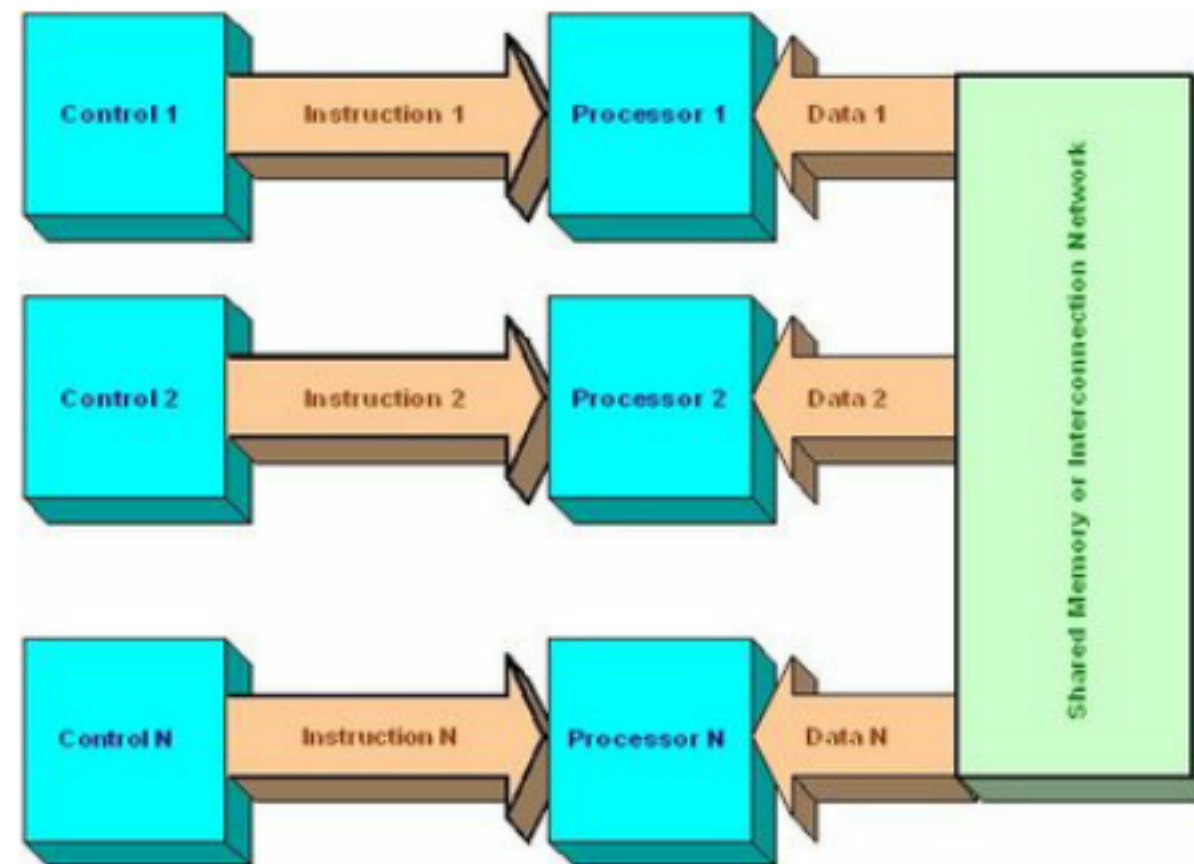 Control 1
Instruction 1
Processor 1
Data 1
Control 2
Instruction 2
Processor 2
Data 2
Control N
Instruction N
Processor N
Data N
Shared Memory or Interconnection Network